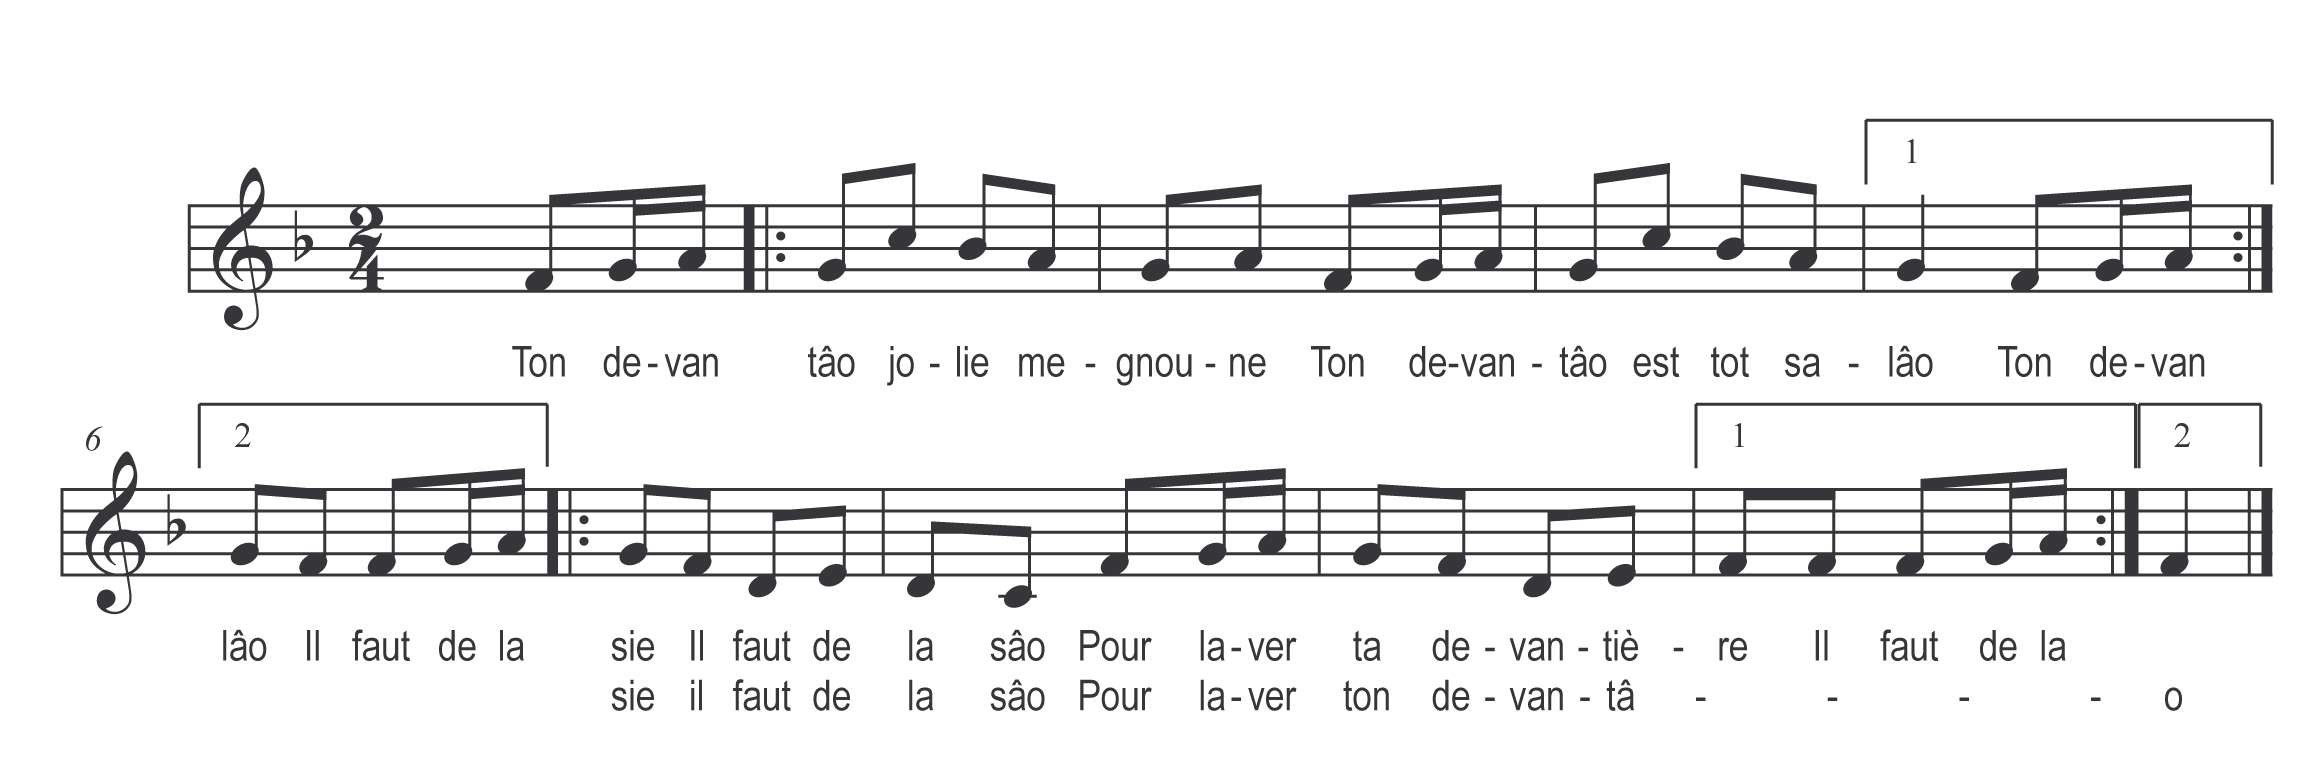 1
Ton de-van tâo jo - lie me - gnou - ne Ton de-van - tâo est tot sa - lâo Ton de-van
6 2 1 2
lâo Il faut de la sie Il faut de la sâo Pour la-ver ta de - van - tiè - re Il faut de la
sie il faut de la sâo Pour la-ver ton de - van - tâ - - - - o